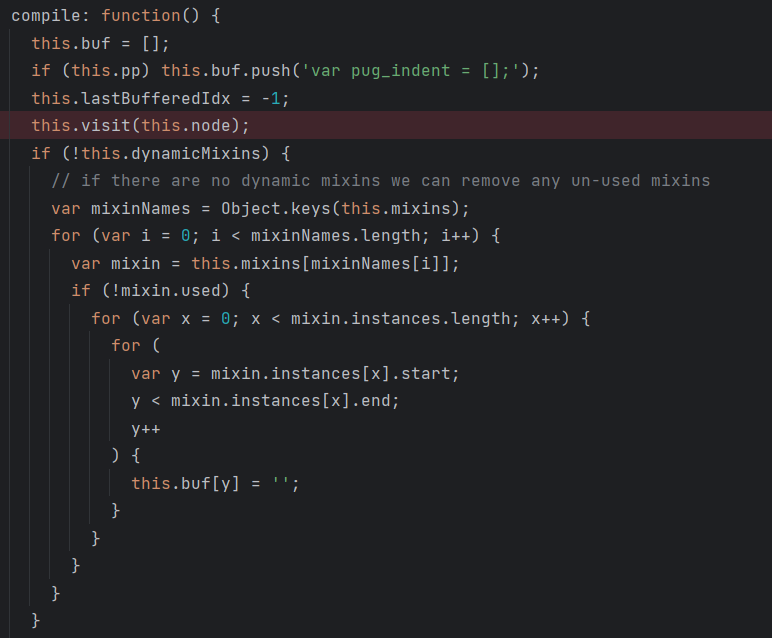 compile: function() {
this.buf = [];
if (this.pp) this.buf.push('var pug_indent = [];');
this.lastBufferedIdx = -1;
this.visit(this.node);
if (!this.dynamicMixins) {
// if there are no dynamic mixins we can remove any un-used mixins
var mixinNames = Object.keys(this.mixins);
for (var i = 0; i < mixinNames.length; i++) {
var mixin = this.mixins[mixinNames[i]];
if (!mixin.used) {
for (var x = 0; x < mixin.instances.length; x++) {
for (
var y = mixin.instances[x].start;
y < mixin.instances[x].end;
y++
) {
this.buf[y] = '';
}
}
}
}
}